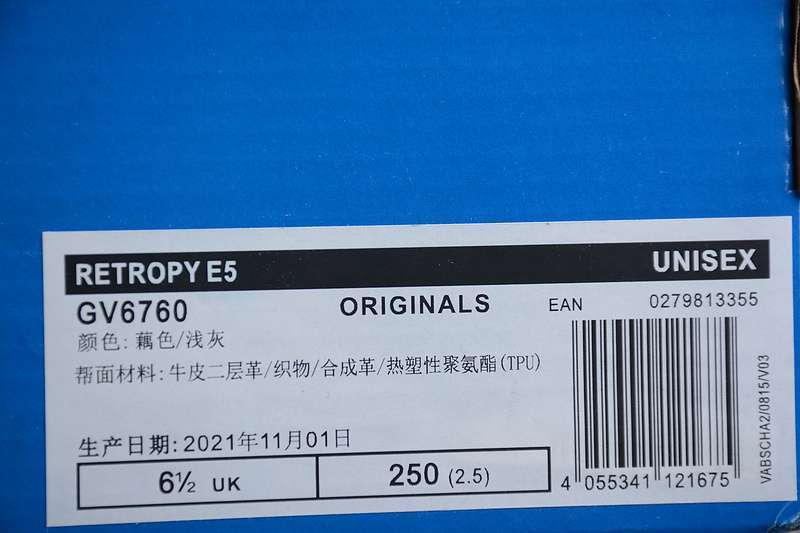 RETROPY E5 UNISEX
GV6760 ORIGINALS EAN 0279813355
颜色: 藕色/浅灰
帮面材料: 牛皮二层革/织物/合成革/热塑性聚氨酯(TPU)
生产日期: 2021年11月01日
6½ UK 250 (2.5)
4 055341 121675
VABSCHA2/0815/V03